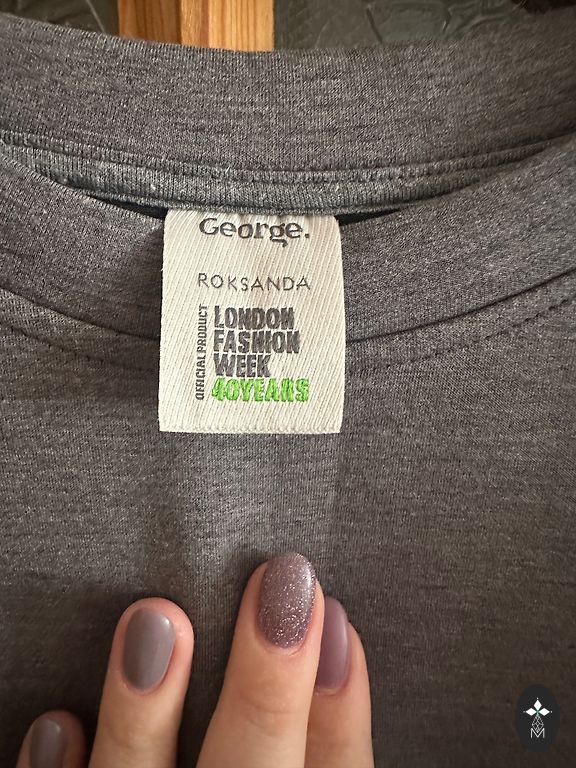 George.
ROKSANDA
OFFICIAL PRODUCT
LONDON
FASHION
WEEK
40YEARS
M